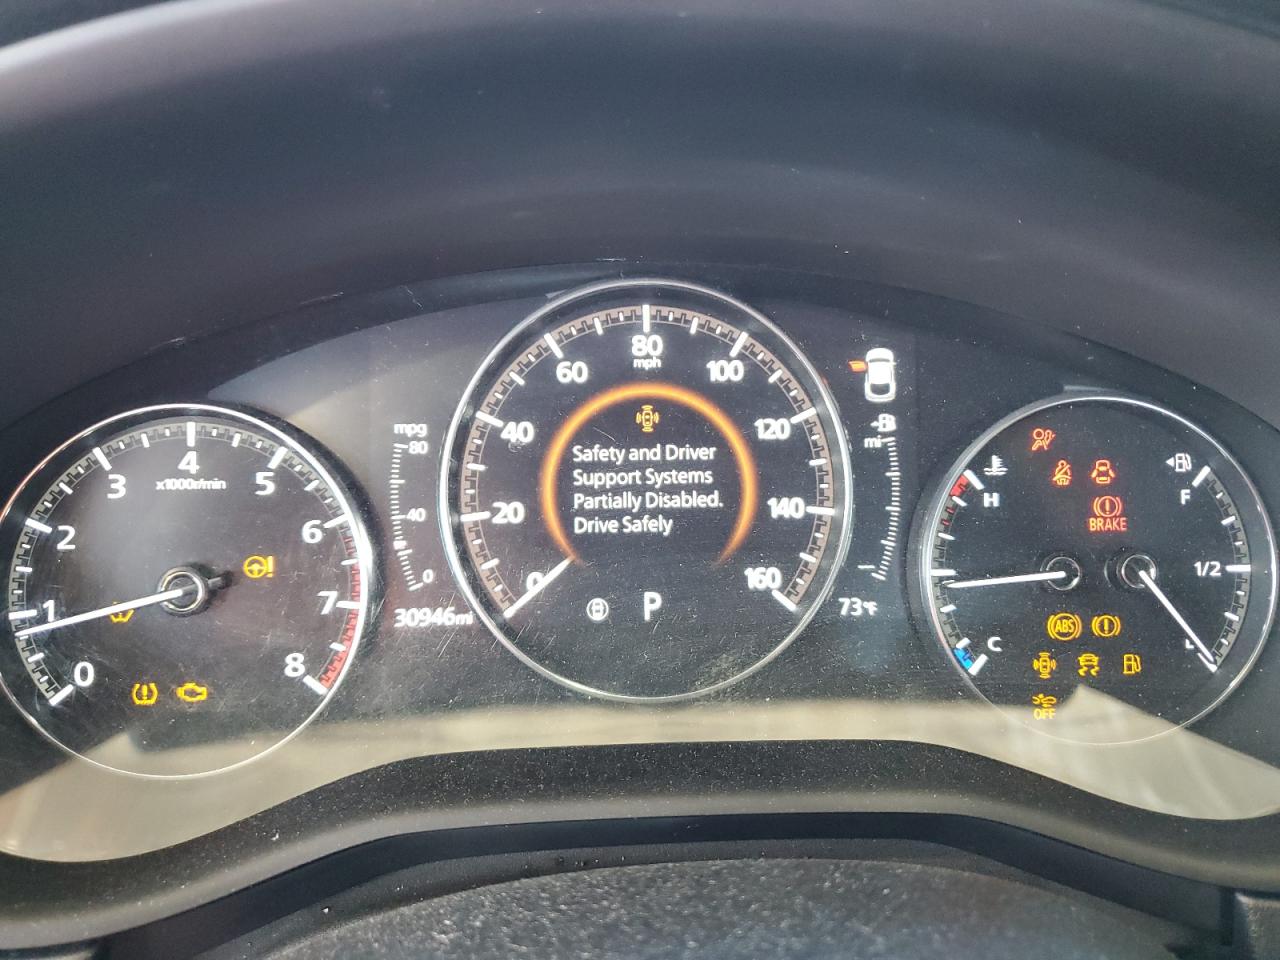 0
1
2
3
4
5
6
7
8
x1000r/min
mpg
80
40
0
30946mi
0
20
40
60
80
mph
100
120
140
160
Safety and Driver
Support Systems
Partially Disabled.
Drive Safely
P
mi
73°F
H
C
F
1/2
BRAKE
ABS
OFF